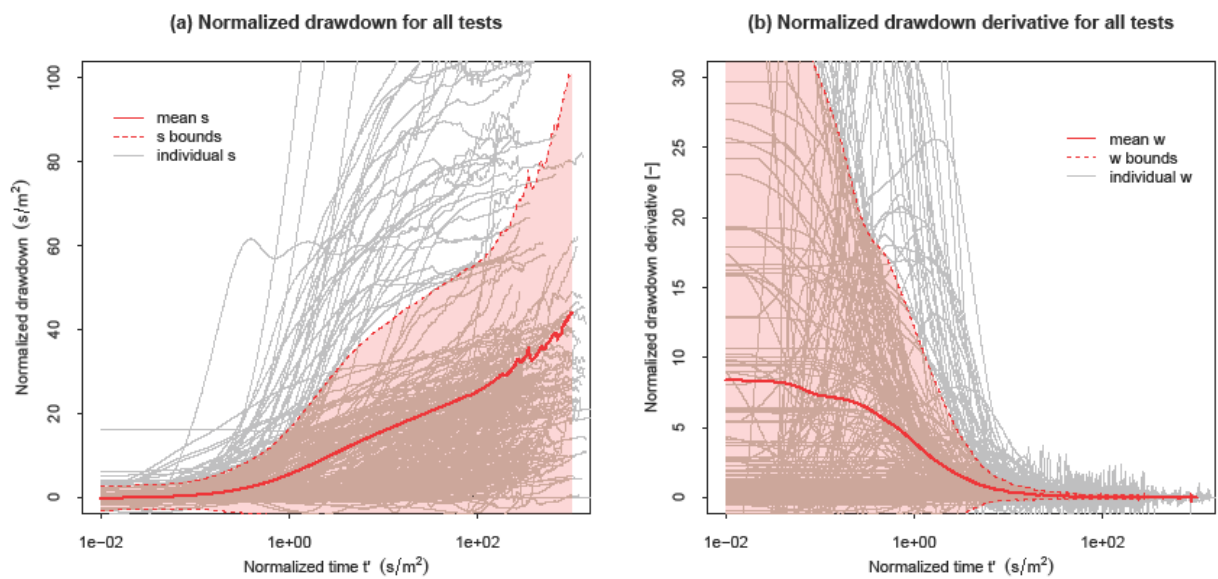 (a) Normalized drawdown for all tests
mean s
s bounds
individual s
Normalized drawdown (s/m²)
100
80
60
40
20
0
1e−02 1e+00 1e+02
Normalized time t' (s/m²)
(b) Normalized drawdown derivative for all tests
mean w
w bounds
individual w
Normalized drawdown derivative [−]
30
25
20
15
10
5
0
1e−02 1e+00 1e+02
Normalized time t' (s/m²)